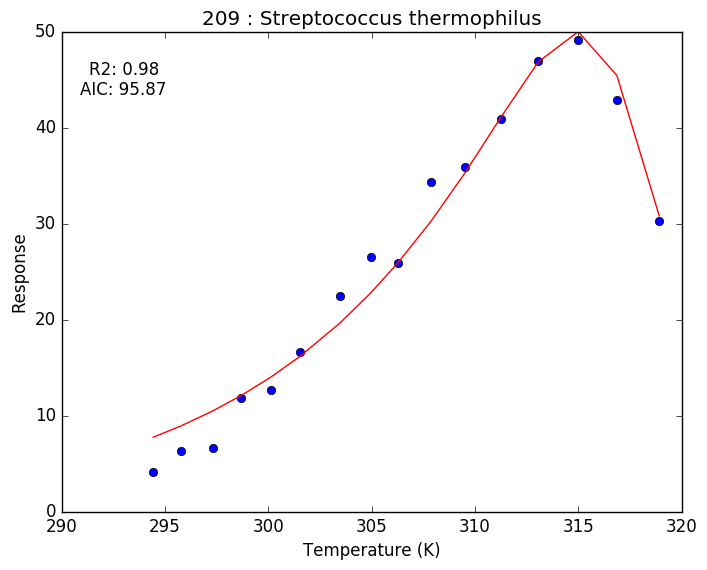 209 : Streptococcus thermophilus
R2: 0.98
AIC: 95.87
50
40
30
20
10
0
Response
290 295 300 305 310 315 320
Temperature (K)